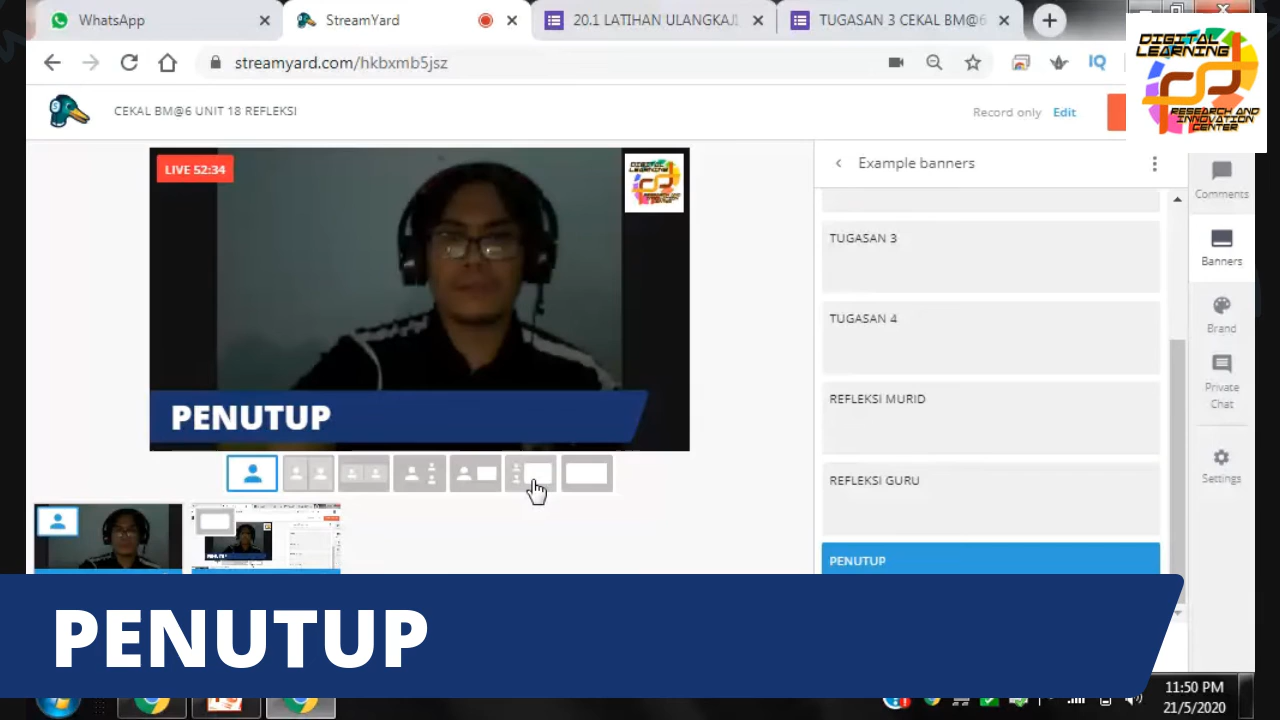 WhatsApp
StreamYard
20.1 LATIHAN ULANGKAJI
TUGASAN 3 CEKAL BM@6
streamyard.com/hkbxmb5jsz
IQ
DIGITAL
LEARNING
RESEARCH AND
INNOVATION
CENTER
CEKAL BM@6 UNIT 18 REFLEKSI
Record only
Edit
LIVE 52:34
Example banners
TUGASAN 3
TUGASAN 4
REFLEKSI MURID
REFLEKSI GURU
PENUTUP
Comments
Banners
Brand
Private
Chat
Settings
PENUTUP
PENUTUP
11:50 PM
21/5/2020